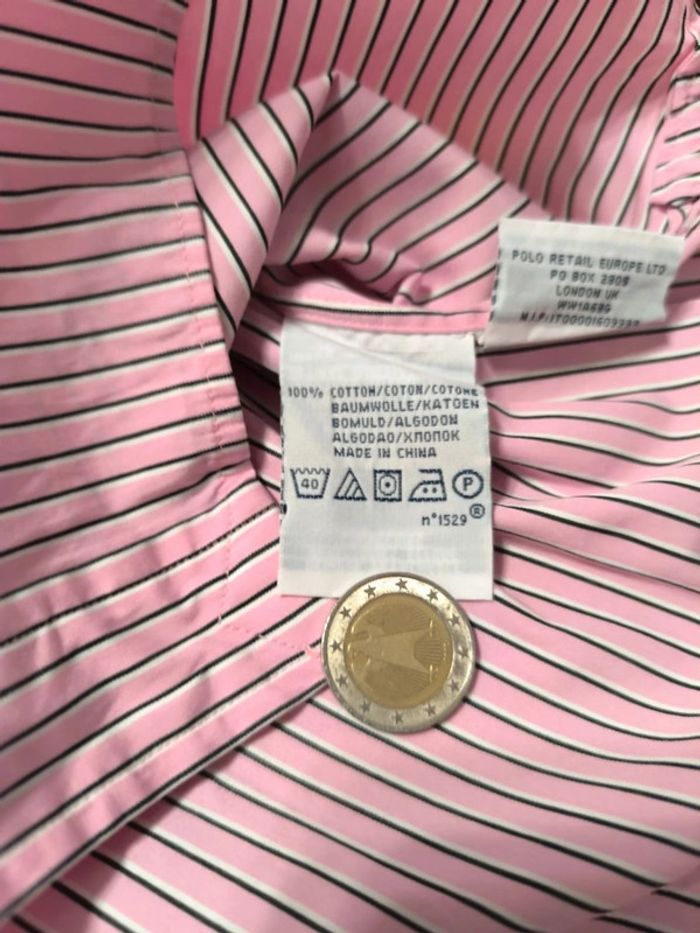 POLO RETAIL EUROPE LTD
PO BOX 2808
LONDON UK
100% COTTON/COTON/COTONE
BAUMWOLLE/KATOEN
BOMULD/ALGODON
ALGODAO/ХЛОПОК
MADE IN CHINA
40
P
n°1529®